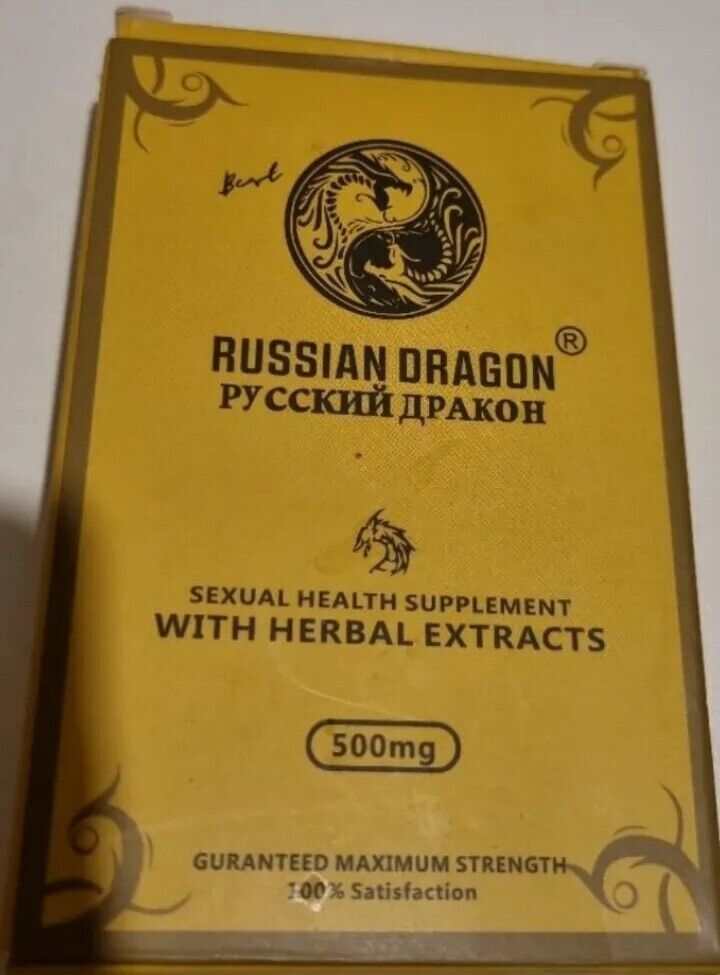 Best
RUSSIAN DRAGON ®
РУССКИЙ ДРАКОН
SEXUAL HEALTH SUPPLEMENT
WITH HERBAL EXTRACTS
500mg
GURANTEED MAXIMUM STRENGTH
100% Satisfaction